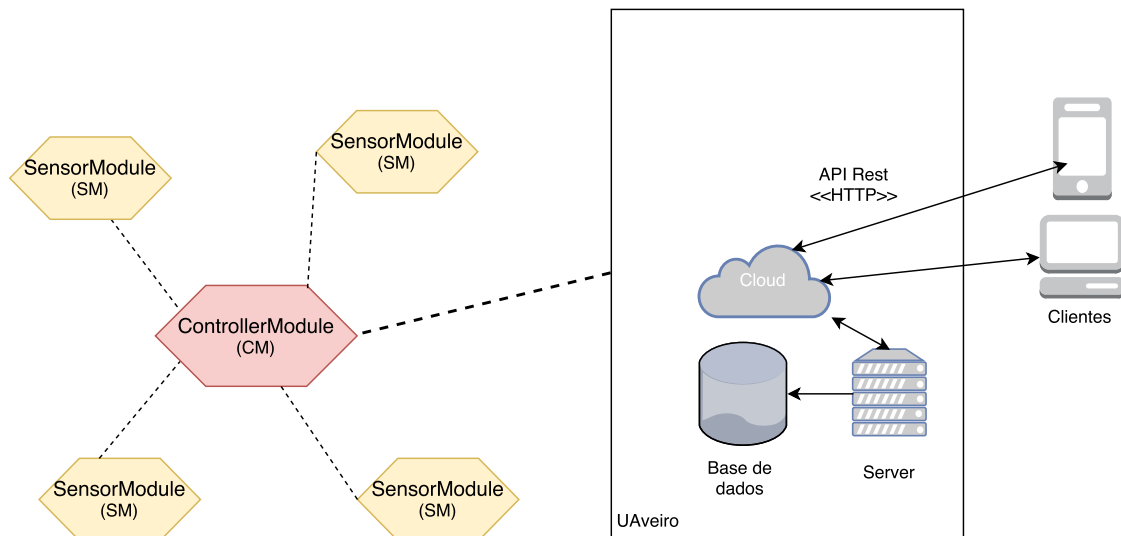 SensorModule
(SM)
SensorModule
(SM)
ControllerModule
(CM)
SensorModule
(SM)
SensorModule
(SM)
API Rest
<<HTTP>>
Cloud
Clientes
Base de
dados
Server
UAveiro